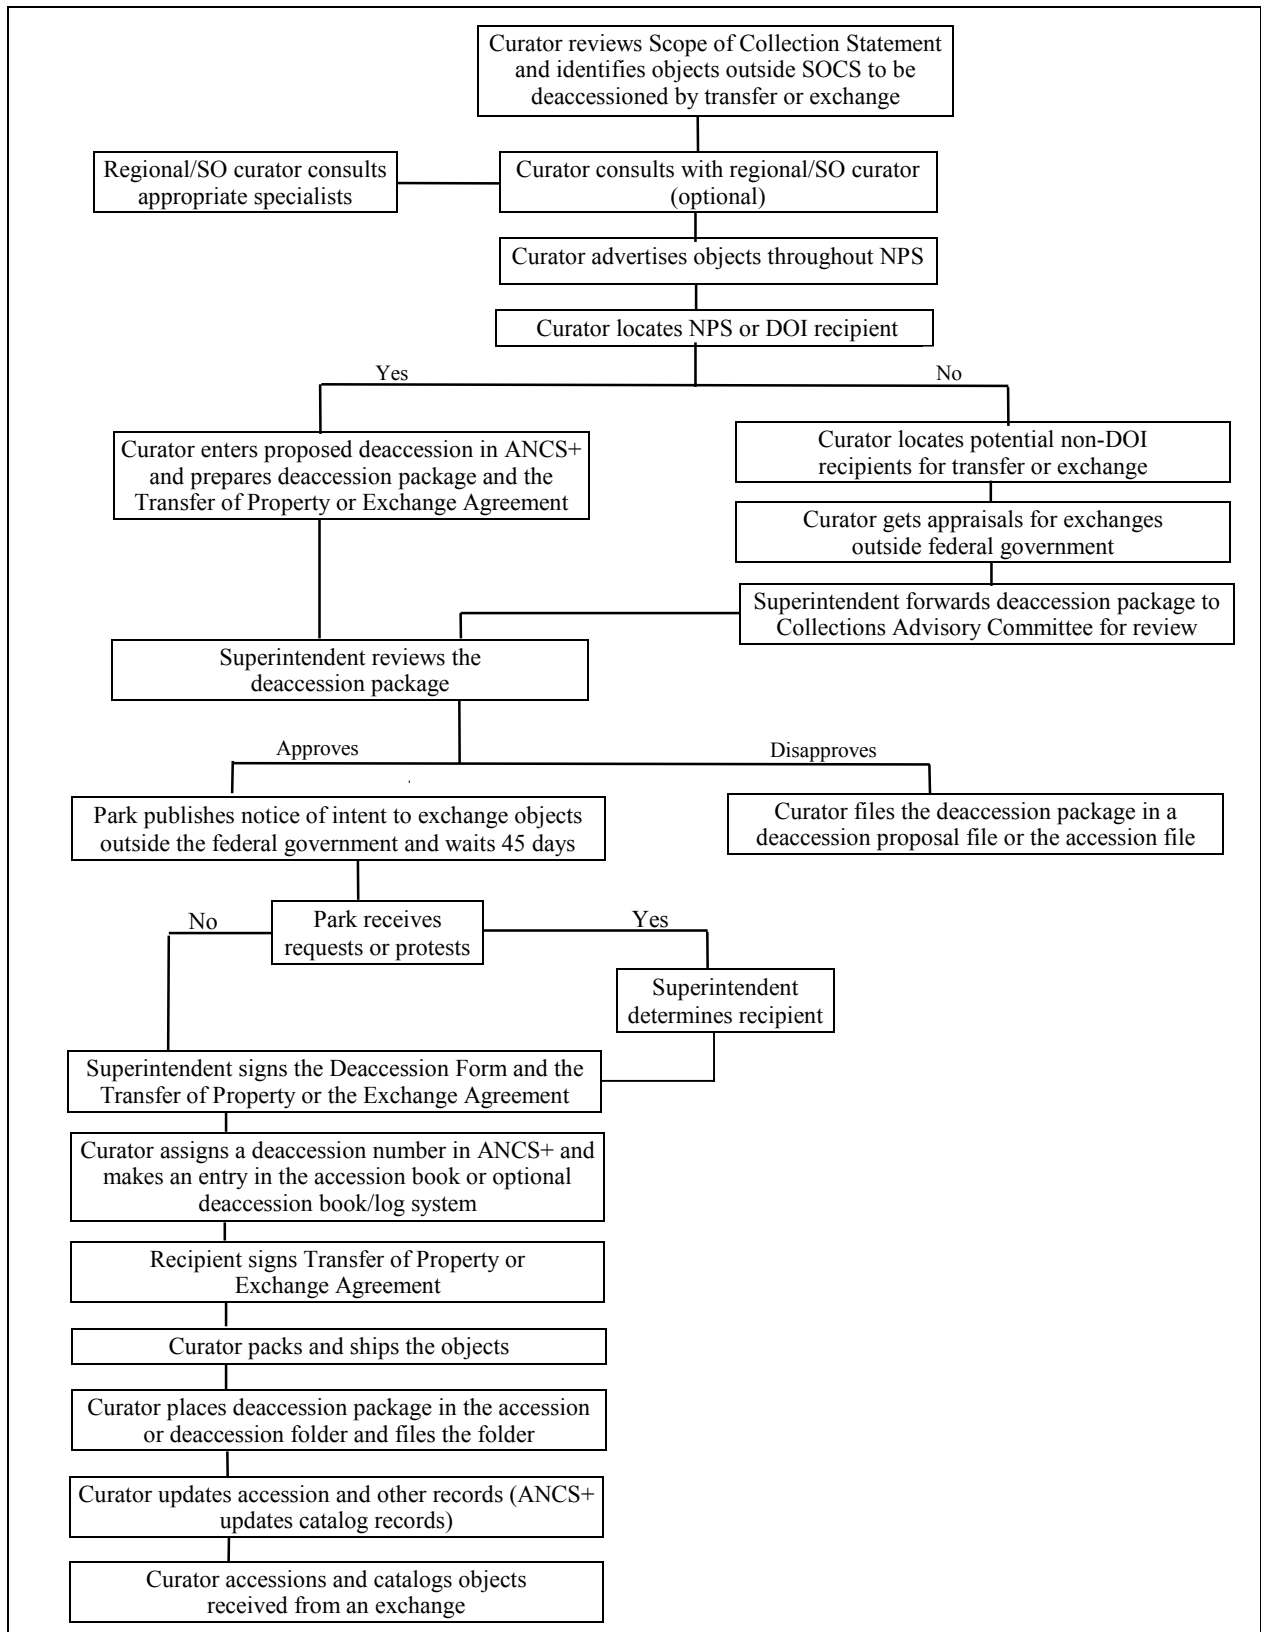 Curator reviews Scope of Collection Statement
and identifies objects outside SOCS to be
deaccessioned by transfer or exchange
Regional/SO curator consults
appropriate specialists
Curator consults with regional/SO curator
(optional)
Curator advertises objects throughout NPS
Curator locates NPS or DOI recipient
Yes
No
Curator enters proposed deaccession in ANCS+
and prepares deaccession package and the
Transfer of Property or Exchange Agreement
Curator locates potential non-DOI
recipients for transfer or exchange
Curator gets appraisals for exchanges
outside federal government
Superintendent forwards deaccession package to
Collections Advisory Committee for review
Superintendent reviews the
deaccession package
Approves
Disapproves
Park publishes notice of intent to exchange objects
outside the federal government and waits 45 days
Curator files the deaccession package in a
deaccession proposal file or the accession file
No
Park receives
requests or protests
Yes
Superintendent
determines recipient
Superintendent signs the Deaccession Form and the
Transfer of Property or the Exchange Agreement
Curator assigns a deaccession number in ANCS+ and
makes an entry in the accession book or optional
deaccession book/log system
Recipient signs Transfer of Property or
Exchange Agreement
Curator packs and ships the objects
Curator places deaccession package in the accession
or deaccession folder and files the folder
Curator updates accession and other records (ANCS+
updates catalog records)
Curator accessions and catalogs objects
received from an exchange